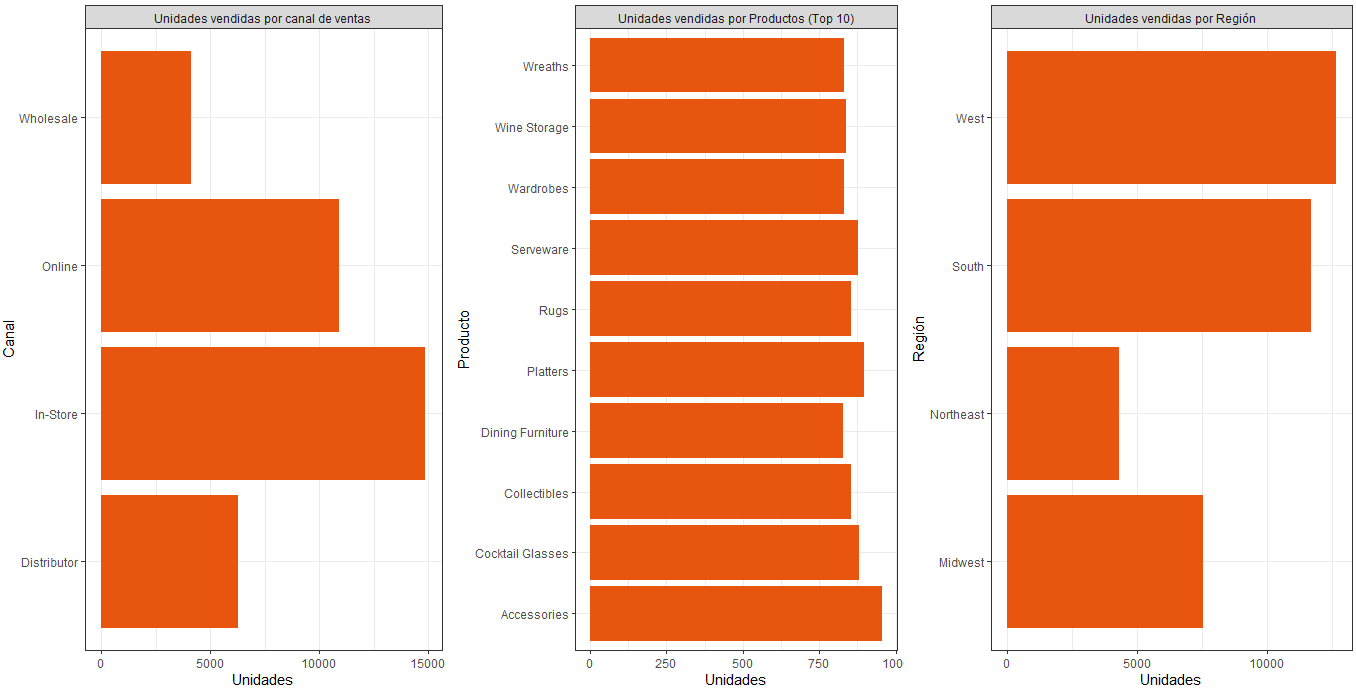 Unidades vendidas por canal de ventas
Canal
Wholesale
Online
In-Store
Distributor
0 5000 10000 15000
Unidades
Unidades vendidas por Productos (Top 10)
Producto
Wreaths
Wine Storage
Wardrobes
Serveware
Rugs
Platters
Dining Furniture
Collectibles
Cocktail Glasses
Accessories
0 250 500 750 100
Unidades
Unidades vendidas por Región
Región
West
South
Northeast
Midwest
0 5000 10000
Unidades